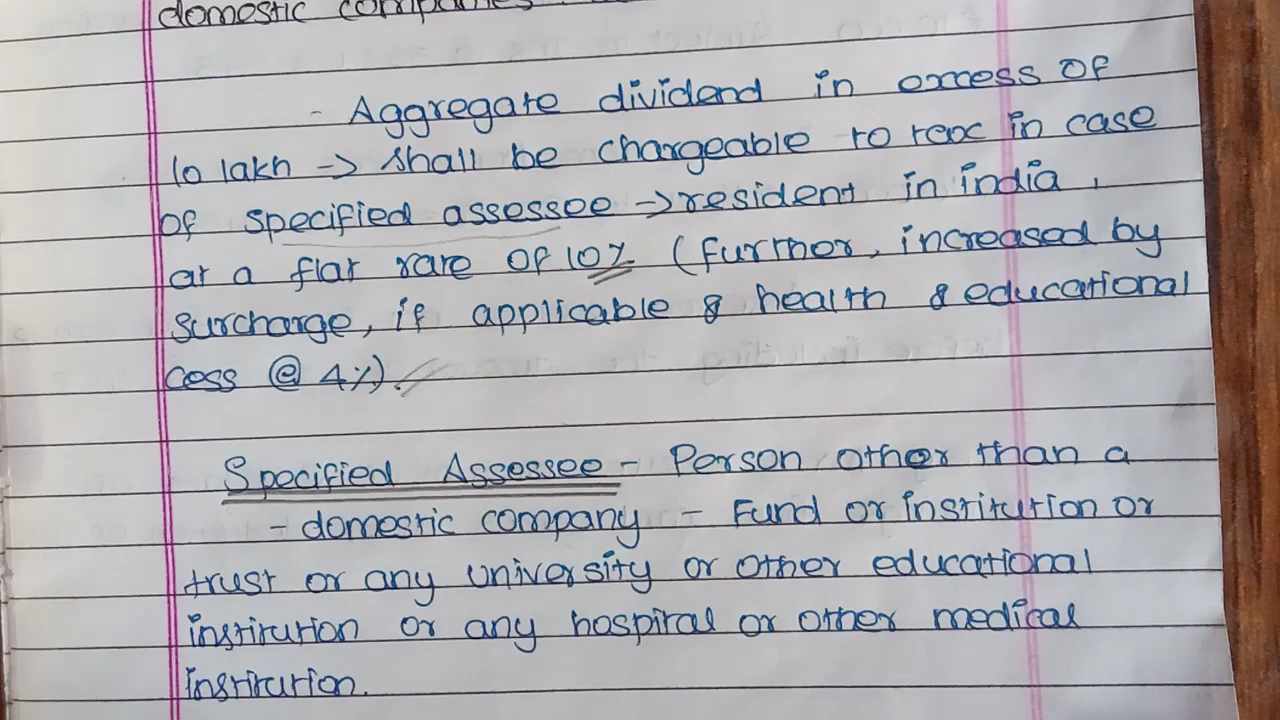 domestic companies
- Aggregate dividend in excess of
10 lakh → shall be chargeable to tax in case
of specified assessee → resident in india,
at a flat rate of 10% (further, increased by
surcharge, if applicable & health & educational
cess @ 4%).
Specified Assessee - Person other than a
- domestic company - Fund or institution or
trust or any university or other educational
institution or any hospital or other medical
institution.